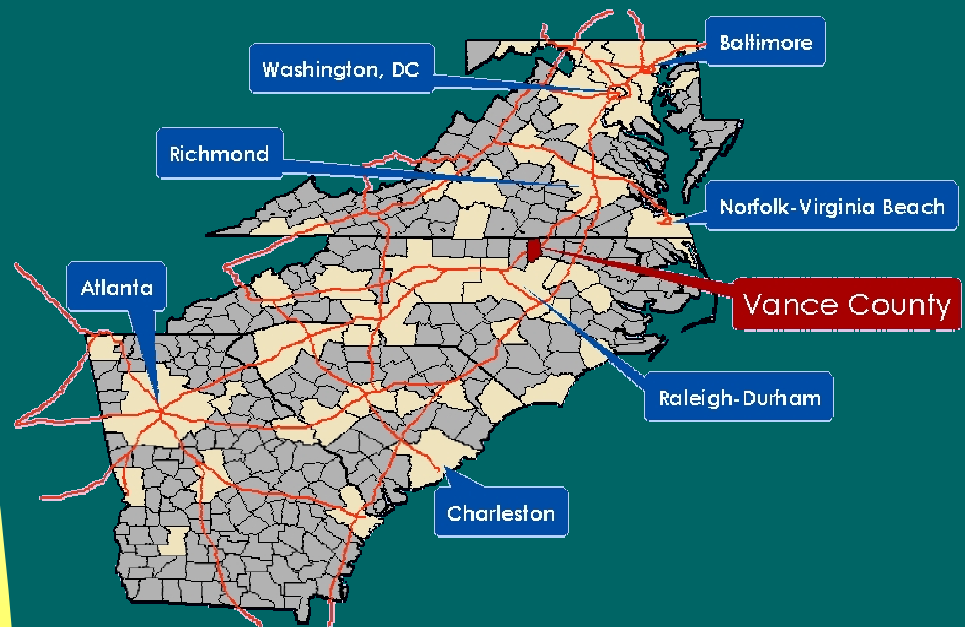 Baltimore
Washington, DC
Richmond
Norfolk-Virginia Beach
Atlanta
Vance County
Raleigh-Durham
Charleston